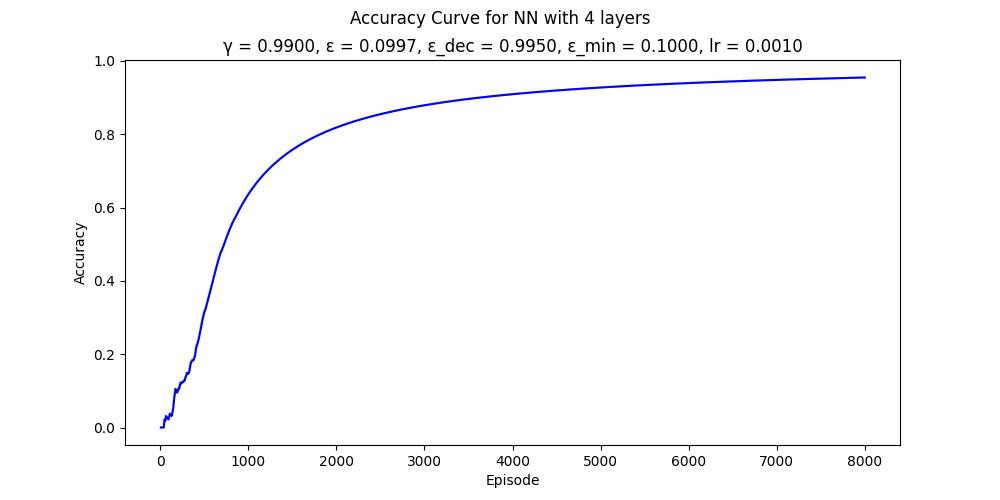 Accuracy Curve for NN with 4 layers
γ = 0.9900, ε = 0.0997, ε_dec = 0.9950, ε_min = 0.1000, lr = 0.0010
1.0
0.8
0.6
0.4
0.2
0.0
Accuracy
0 1000 2000 3000 4000 5000 6000 7000 8000
Episode